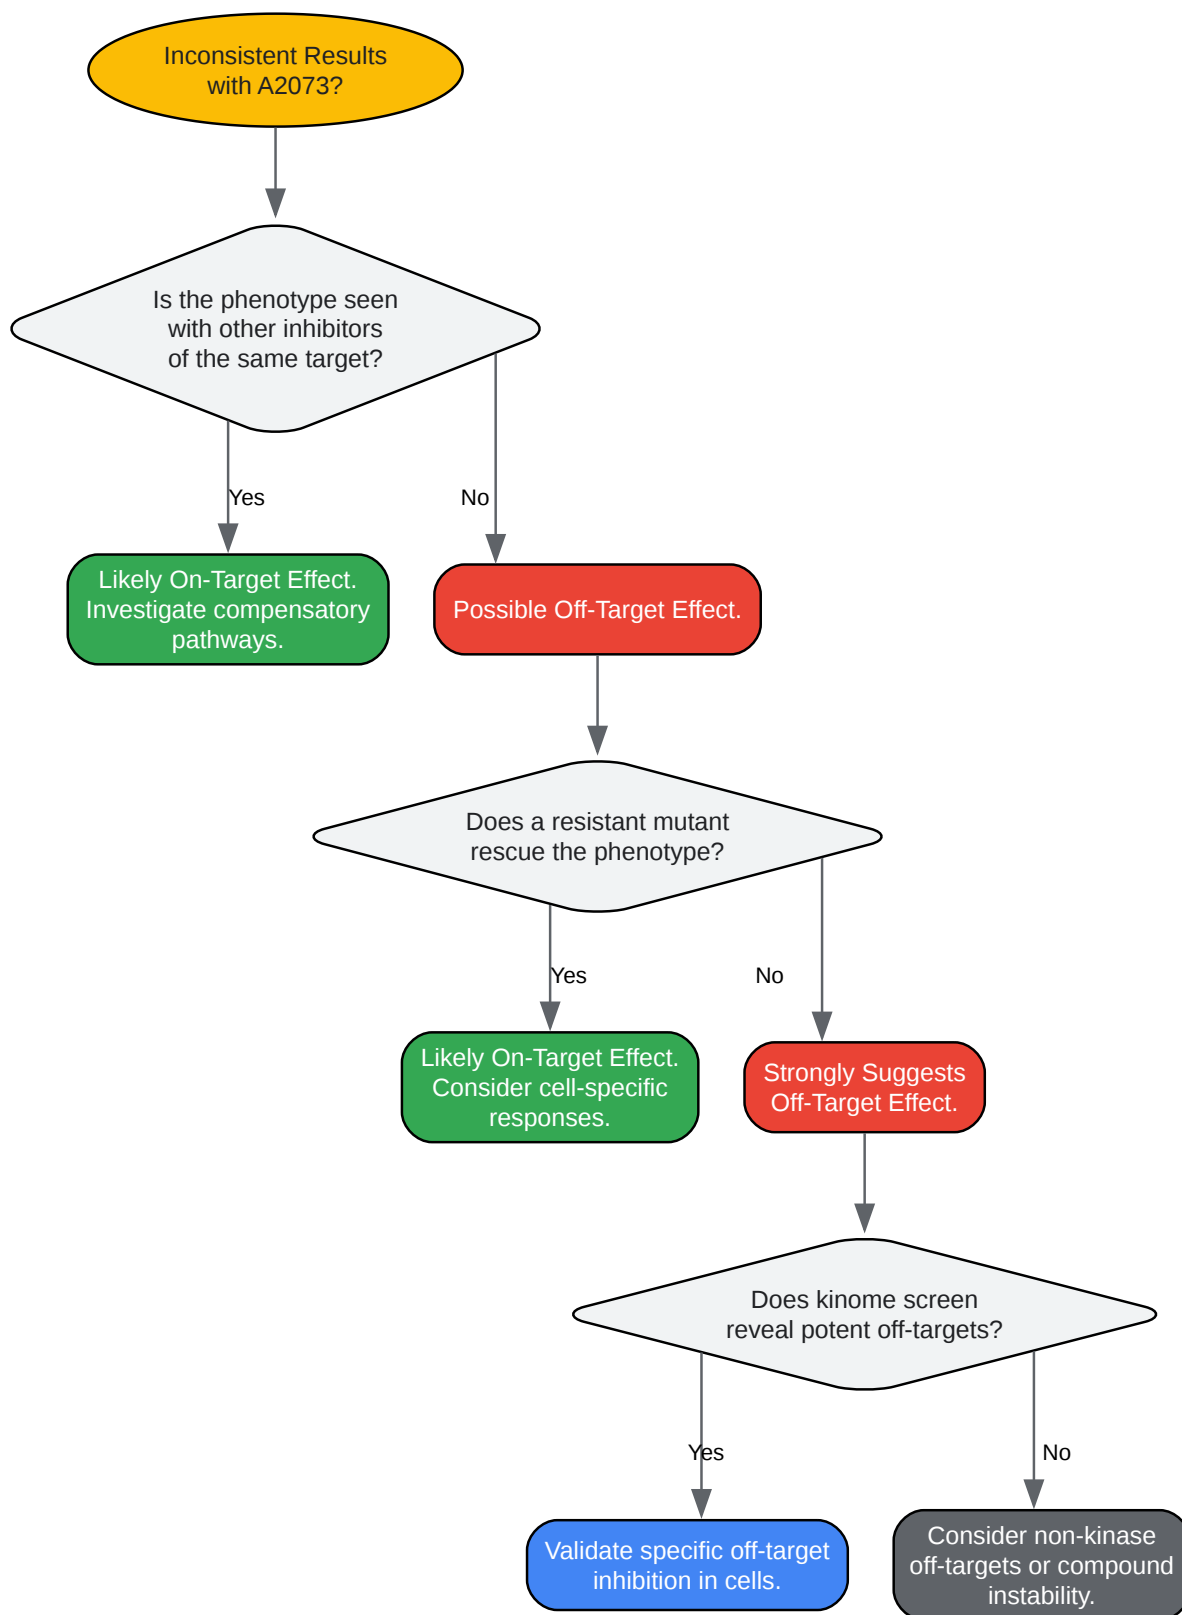 Inconsistent Results
with A2073?
Is the phenotype seen
with other inhibitors
of the same target?
Yes
No
Likely On-Target Effect.
Investigate compensatory
pathways.
Possible Off-Target Effect.
Does a resistant mutant
rescue the phenotype?
Yes
No
Likely On-Target Effect.
Consider cell-specific
responses.
Strongly Suggests
Off-Target Effect.
Does kinome screen
reveal potent off-targets?
Yes
No
Validate specific off-target
inhibition in cells.
Consider non-kinase
off-targets or compound
instability.